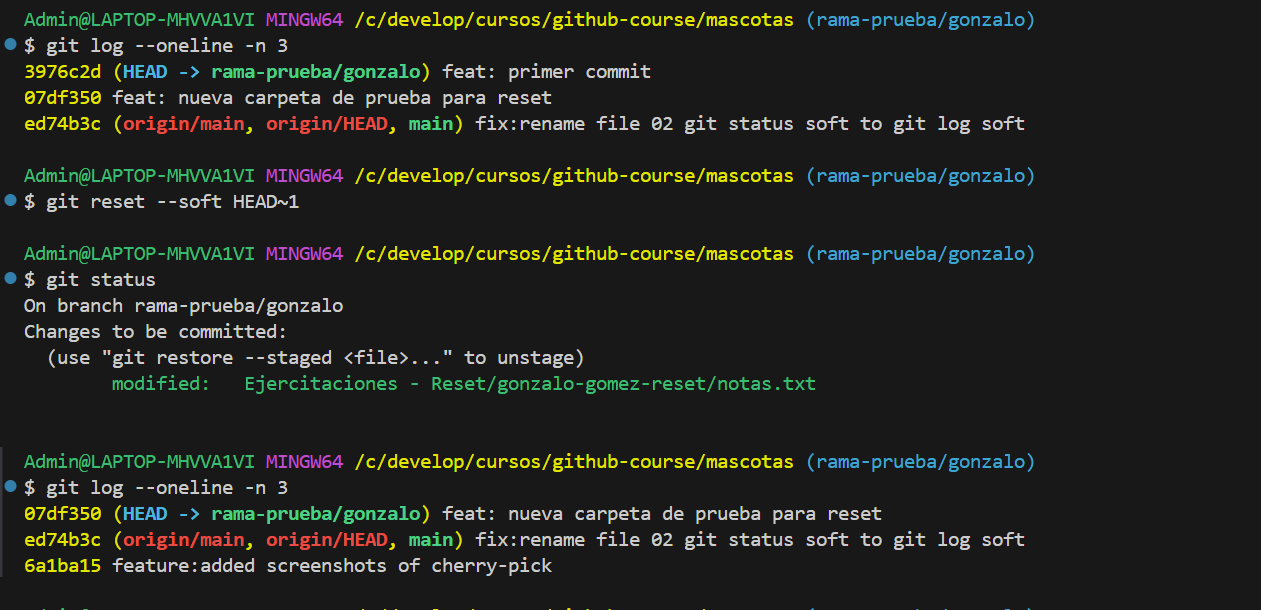 Admin@LAPTOP-MHVVA1VI MINGW64 /c/develop/cursos/github-course/mascotas (rama-prueba/gonzalo)
$ git log --oneline -n 3
3976c2d (HEAD -> rama-prueba/gonzalo) feat: primer commit
07df350 feat: nueva carpeta de prueba para reset
ed74b3c (origin/main, origin/HEAD, main) fix:rename file 02 git status soft to git log soft
Admin@LAPTOP-MHVVA1VI MINGW64 /c/develop/cursos/github-course/mascotas (rama-prueba/gonzalo)
$ git reset --soft HEAD~1
Admin@LAPTOP-MHVVA1VI MINGW64 /c/develop/cursos/github-course/mascotas (rama-prueba/gonzalo)
$ git status
On branch rama-prueba/gonzalo
Changes to be committed:
  (use "git restore --staged <file>..." to unstage)
        modified:   Ejercitaciones - Reset/gonzalo-gomez-reset/notas.txt
Admin@LAPTOP-MHVVA1VI MINGW64 /c/develop/cursos/github-course/mascotas (rama-prueba/gonzalo)
$ git log --oneline -n 3
07df350 (HEAD -> rama-prueba/gonzalo) feat: nueva carpeta de prueba para reset
ed74b3c (origin/main, origin/HEAD, main) fix:rename file 02 git status soft to git log soft
6a1ba15 feature:added screenshots of cherry-pick